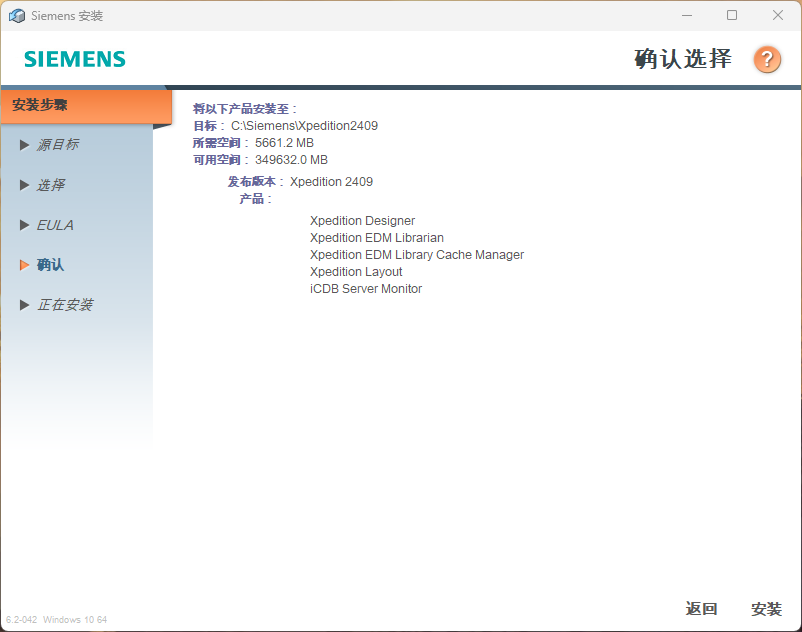 Siemens 安装
SIEMENS
确认选择
?
安装步骤
源目标
选择
EULA
确认
正在安装
将以下产品安装至：
目标： C:\Siemens\Xpedition2409
所需空间： 5661.2 MB
可用空间： 349632.0 MB
发布版本： Xpedition 2409
产品：
Xpedition Designer
Xpedition EDM Librarian
Xpedition EDM Library Cache Manager
Xpedition Layout
iCDB Server Monitor
返回 安装
6.2-042 Windows 10 64